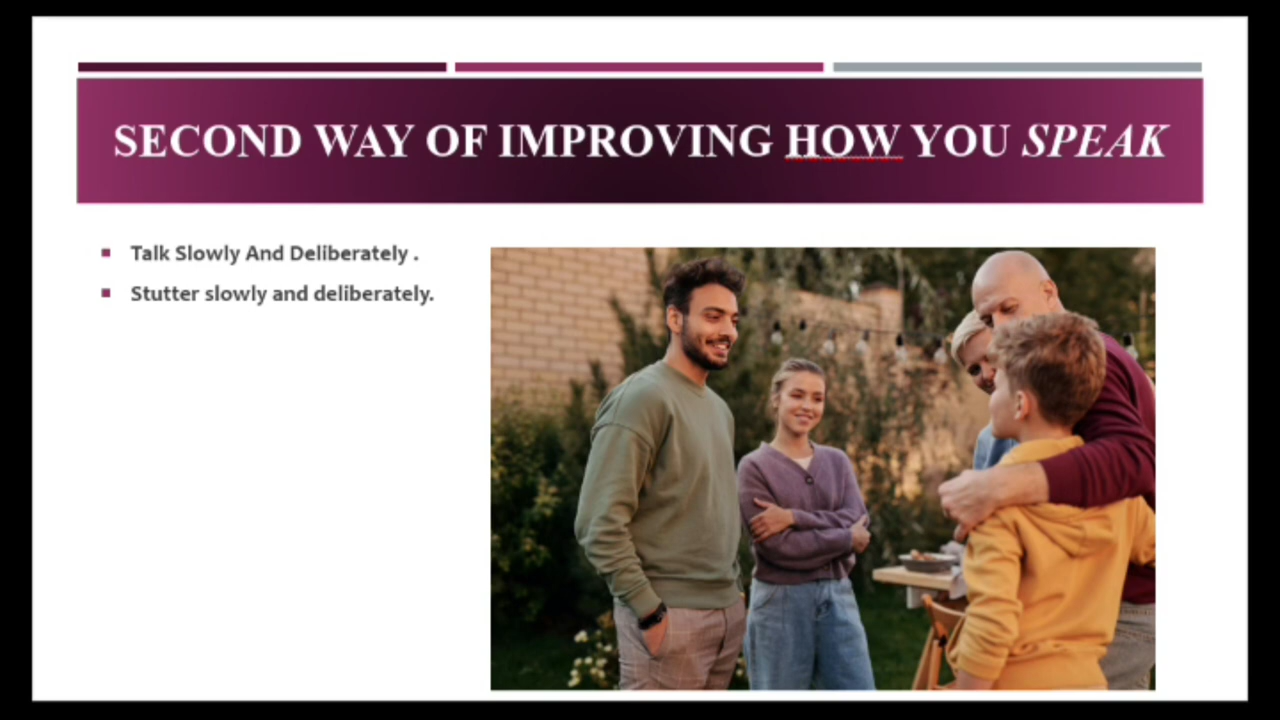 SECOND WAY OF IMPROVING HOW YOU SPEAK
Talk Slowly And Deliberately .
Stutter slowly and deliberately.